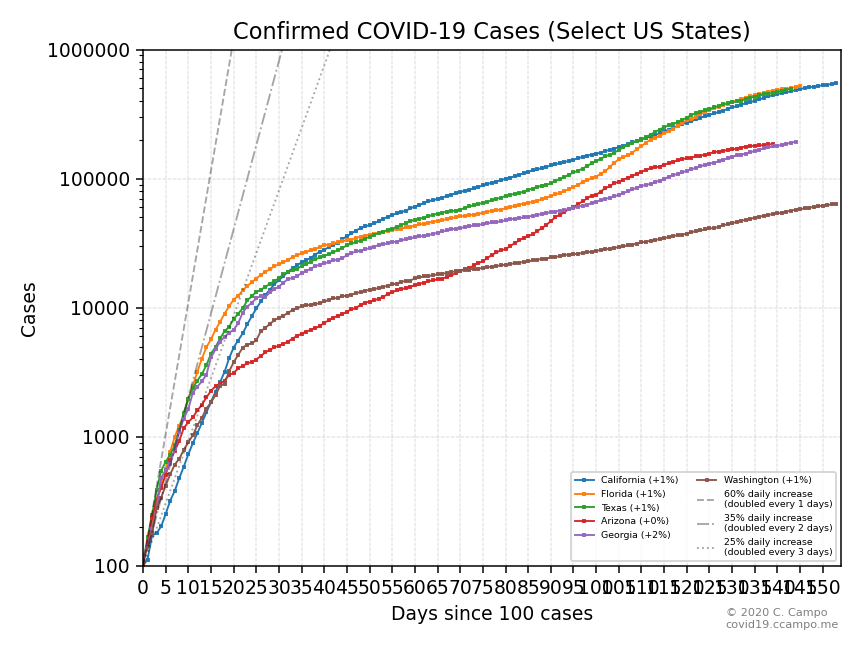 Confirmed COVID-19 Cases (Select US States)
1000000
100000
10000
1000
100
Cases
California (+1%)
Florida (+1%)
Texas (+1%)
Arizona (+0%)
Georgia (+2%)
Washington (+1%)
60% daily increase
(doubled every 1 days)
35% daily increase
(doubled every 2 days)
25% daily increase
(doubled every 3 days)
0 5 10 15 20 25 30 35 40 45 50 55 60 65 70 75 80 85 90 95 100 105 110 115 120 125 130 135 140 145 150
Days since 100 cases
© 2020 C. Campo
covid19.ccampo.me